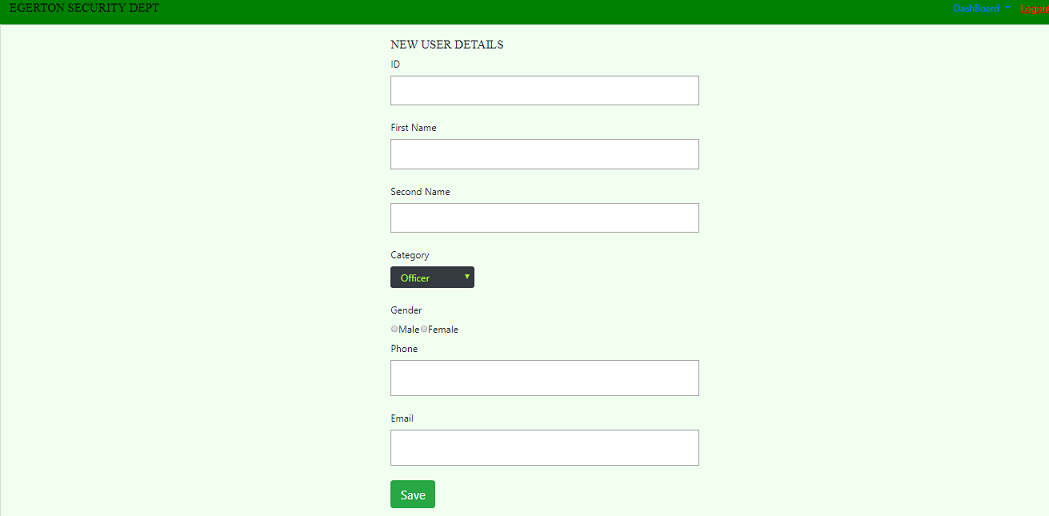 EGERTON SECURITY DEPT DashBoard Logout
NEW USER DETAILS
ID
First Name
Second Name
Category
Officer
Gender
Male Female
Phone
Email
Save